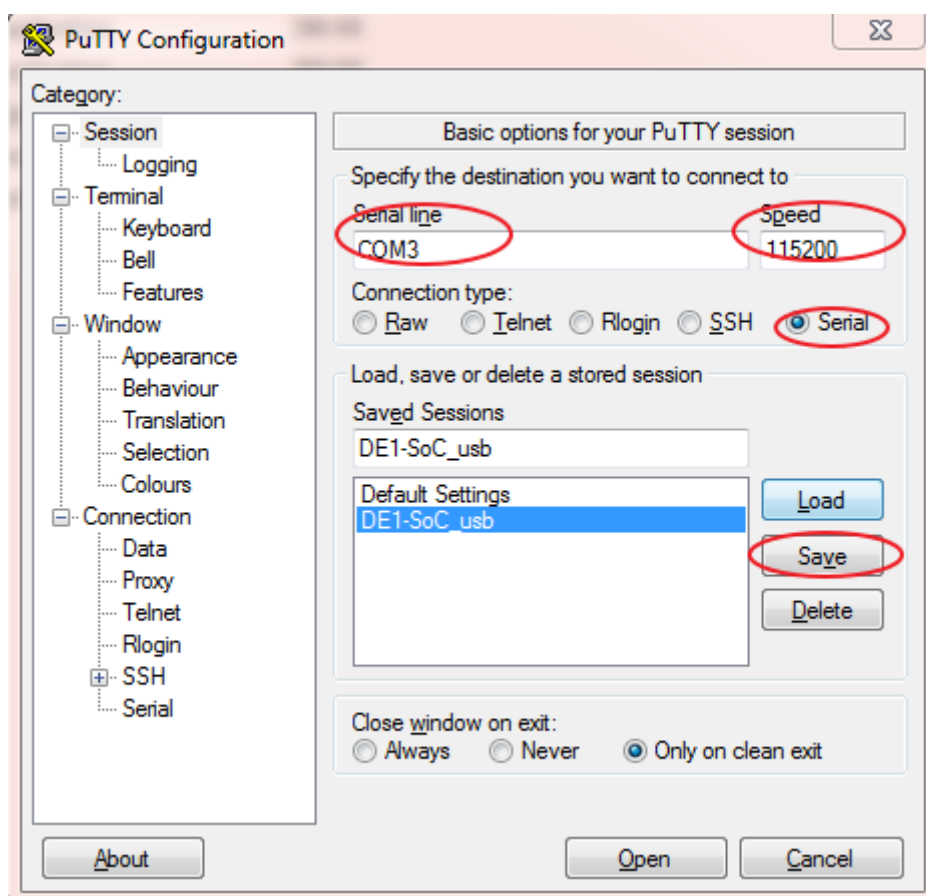 PuTTY Configuration
Category:
Session
Logging
Terminal
Keyboard
Bell
Features
Window
Appearance
Behaviour
Translation
Selection
Colours
Connection
Data
Proxy
Telnet
Rlogin
SSH
Serial
Basic options for your PuTTY session
Specify the destination you want to connect to
Serial line Speed
COM3 115200
Connection type:
Raw Telnet Rlogin SSH Serial
Load, save or delete a stored session
Saved Sessions
DE1-SoC_usb
Default Settings
DE1-SoC_usb
Load
Save
Delete
Close window on exit:
Always Never Only on clean exit
About Open Cancel